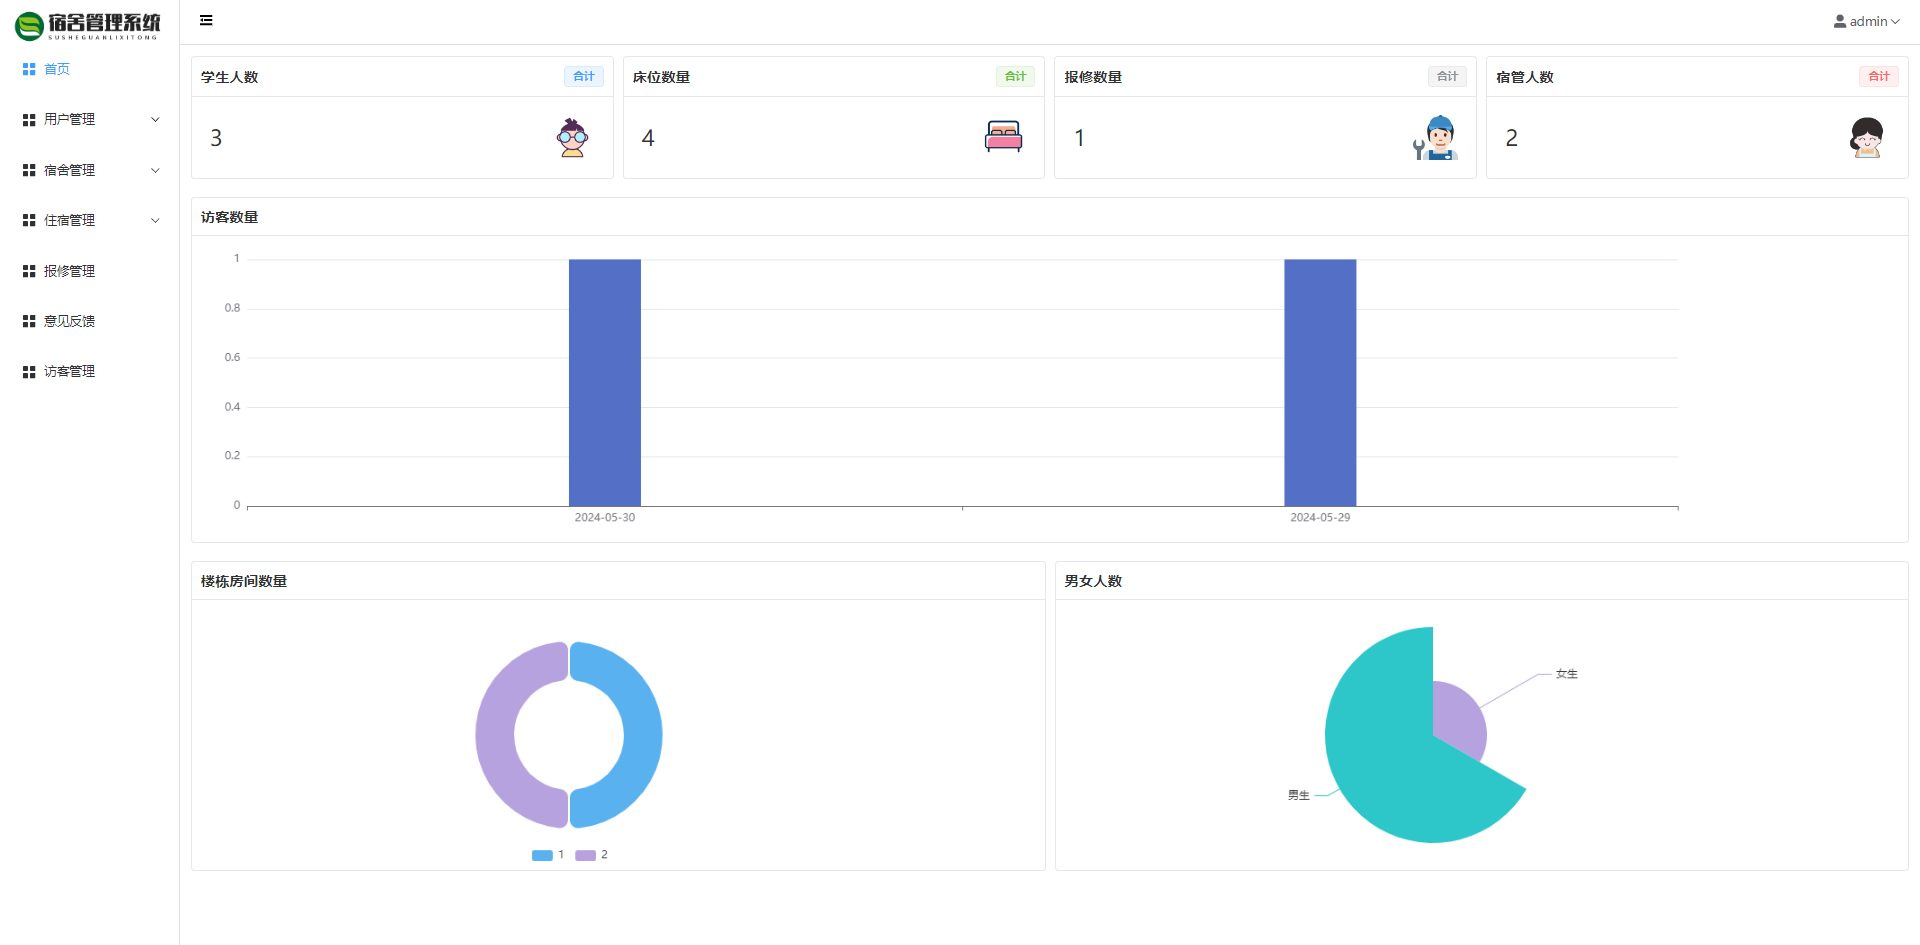 宿舍管理系统
SUSHEGUANLIXITONG
首页
用户管理
宿舍管理
住宿管理
报修管理
意见反馈
访客管理
admin
学生人数 合计
3
床位数量 合计
4
报修数量 合计
1
宿管人数 合计
2
访客数量
1
0.8
0.6
0.4
0.2
0
2024-05-30 2024-05-29
楼栋房间数量
1 2
男女人数
女生
男生